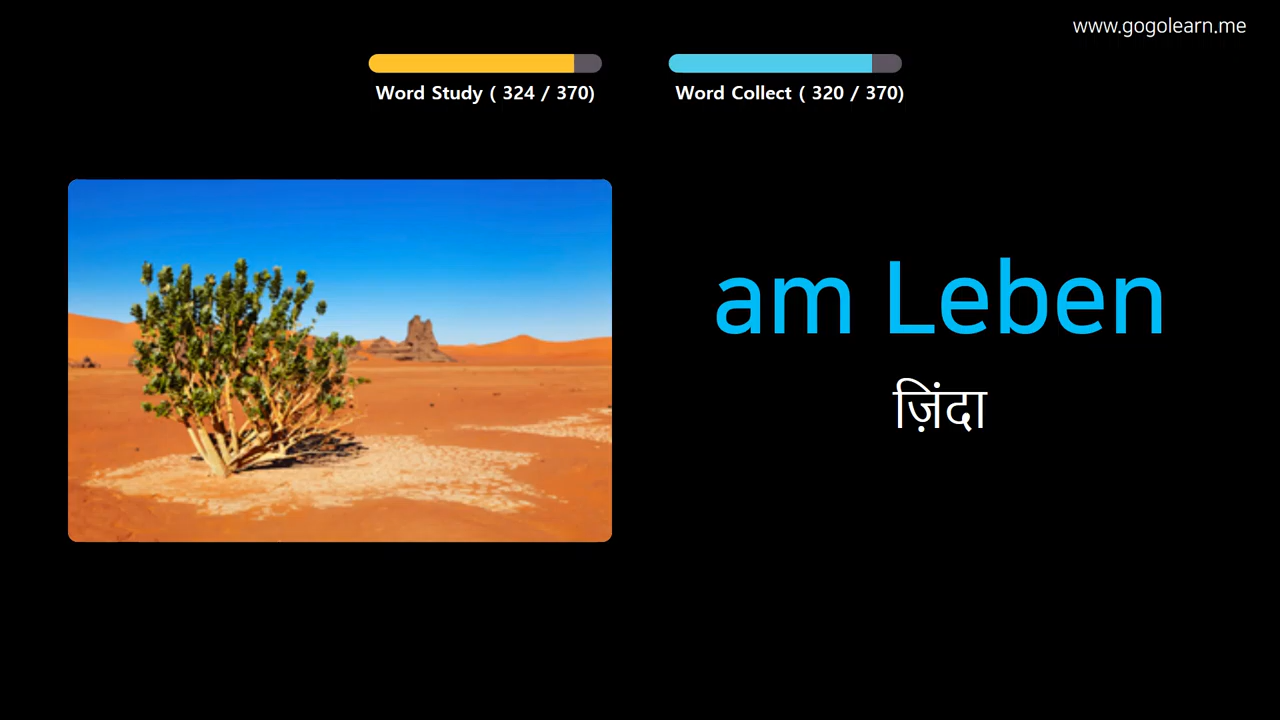 www.gogolearn.me
Word Study ( 324 / 370)
Word Collect ( 320 / 370)
am Leben
ज़िंदा